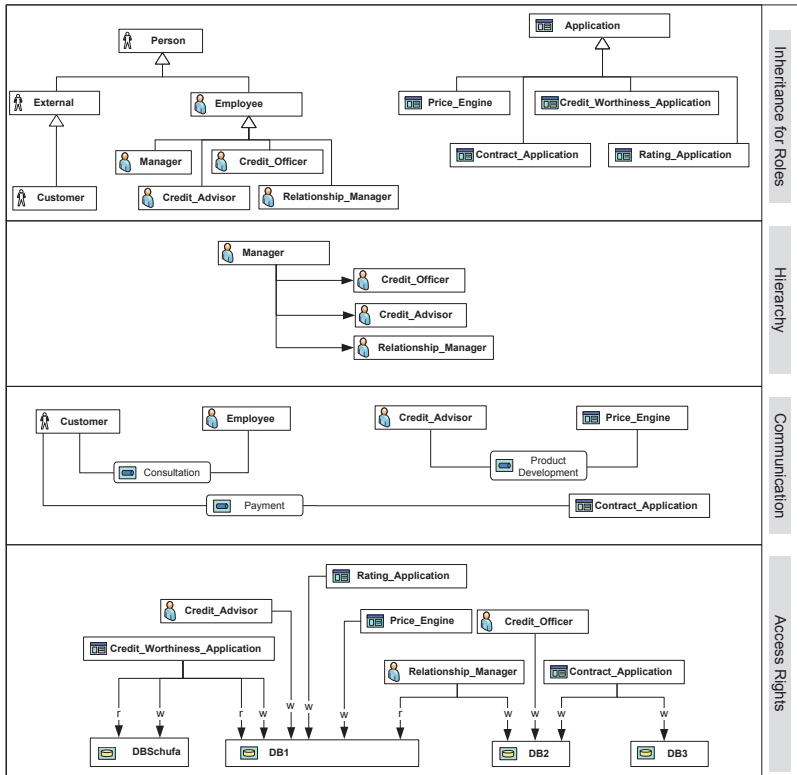 Person
Application
External
Employee
Price_Engine
Credit_Worthiness_Application
Manager
Credit_Officer
Contract_Application
Rating_Application
Customer
Credit_Advisor
Relationship_Manager
Inheritance for Roles
Manager
Credit_Officer
Credit_Advisor
Relationship_Manager
Hierarchy
Customer
Employee
Credit_Advisor
Price_Engine
Consultation
Product
Development
Payment
Contract_Application
Communication
Rating_Application
Credit_Advisor
Price_Engine
Credit_Officer
Credit_Worthiness_Application
Relationship_Manager
Contract_Application
r
w
r
w
w
w
w
r
w
w
w
w
DBSchufa
DB1
DB2
DB3
Access Rights